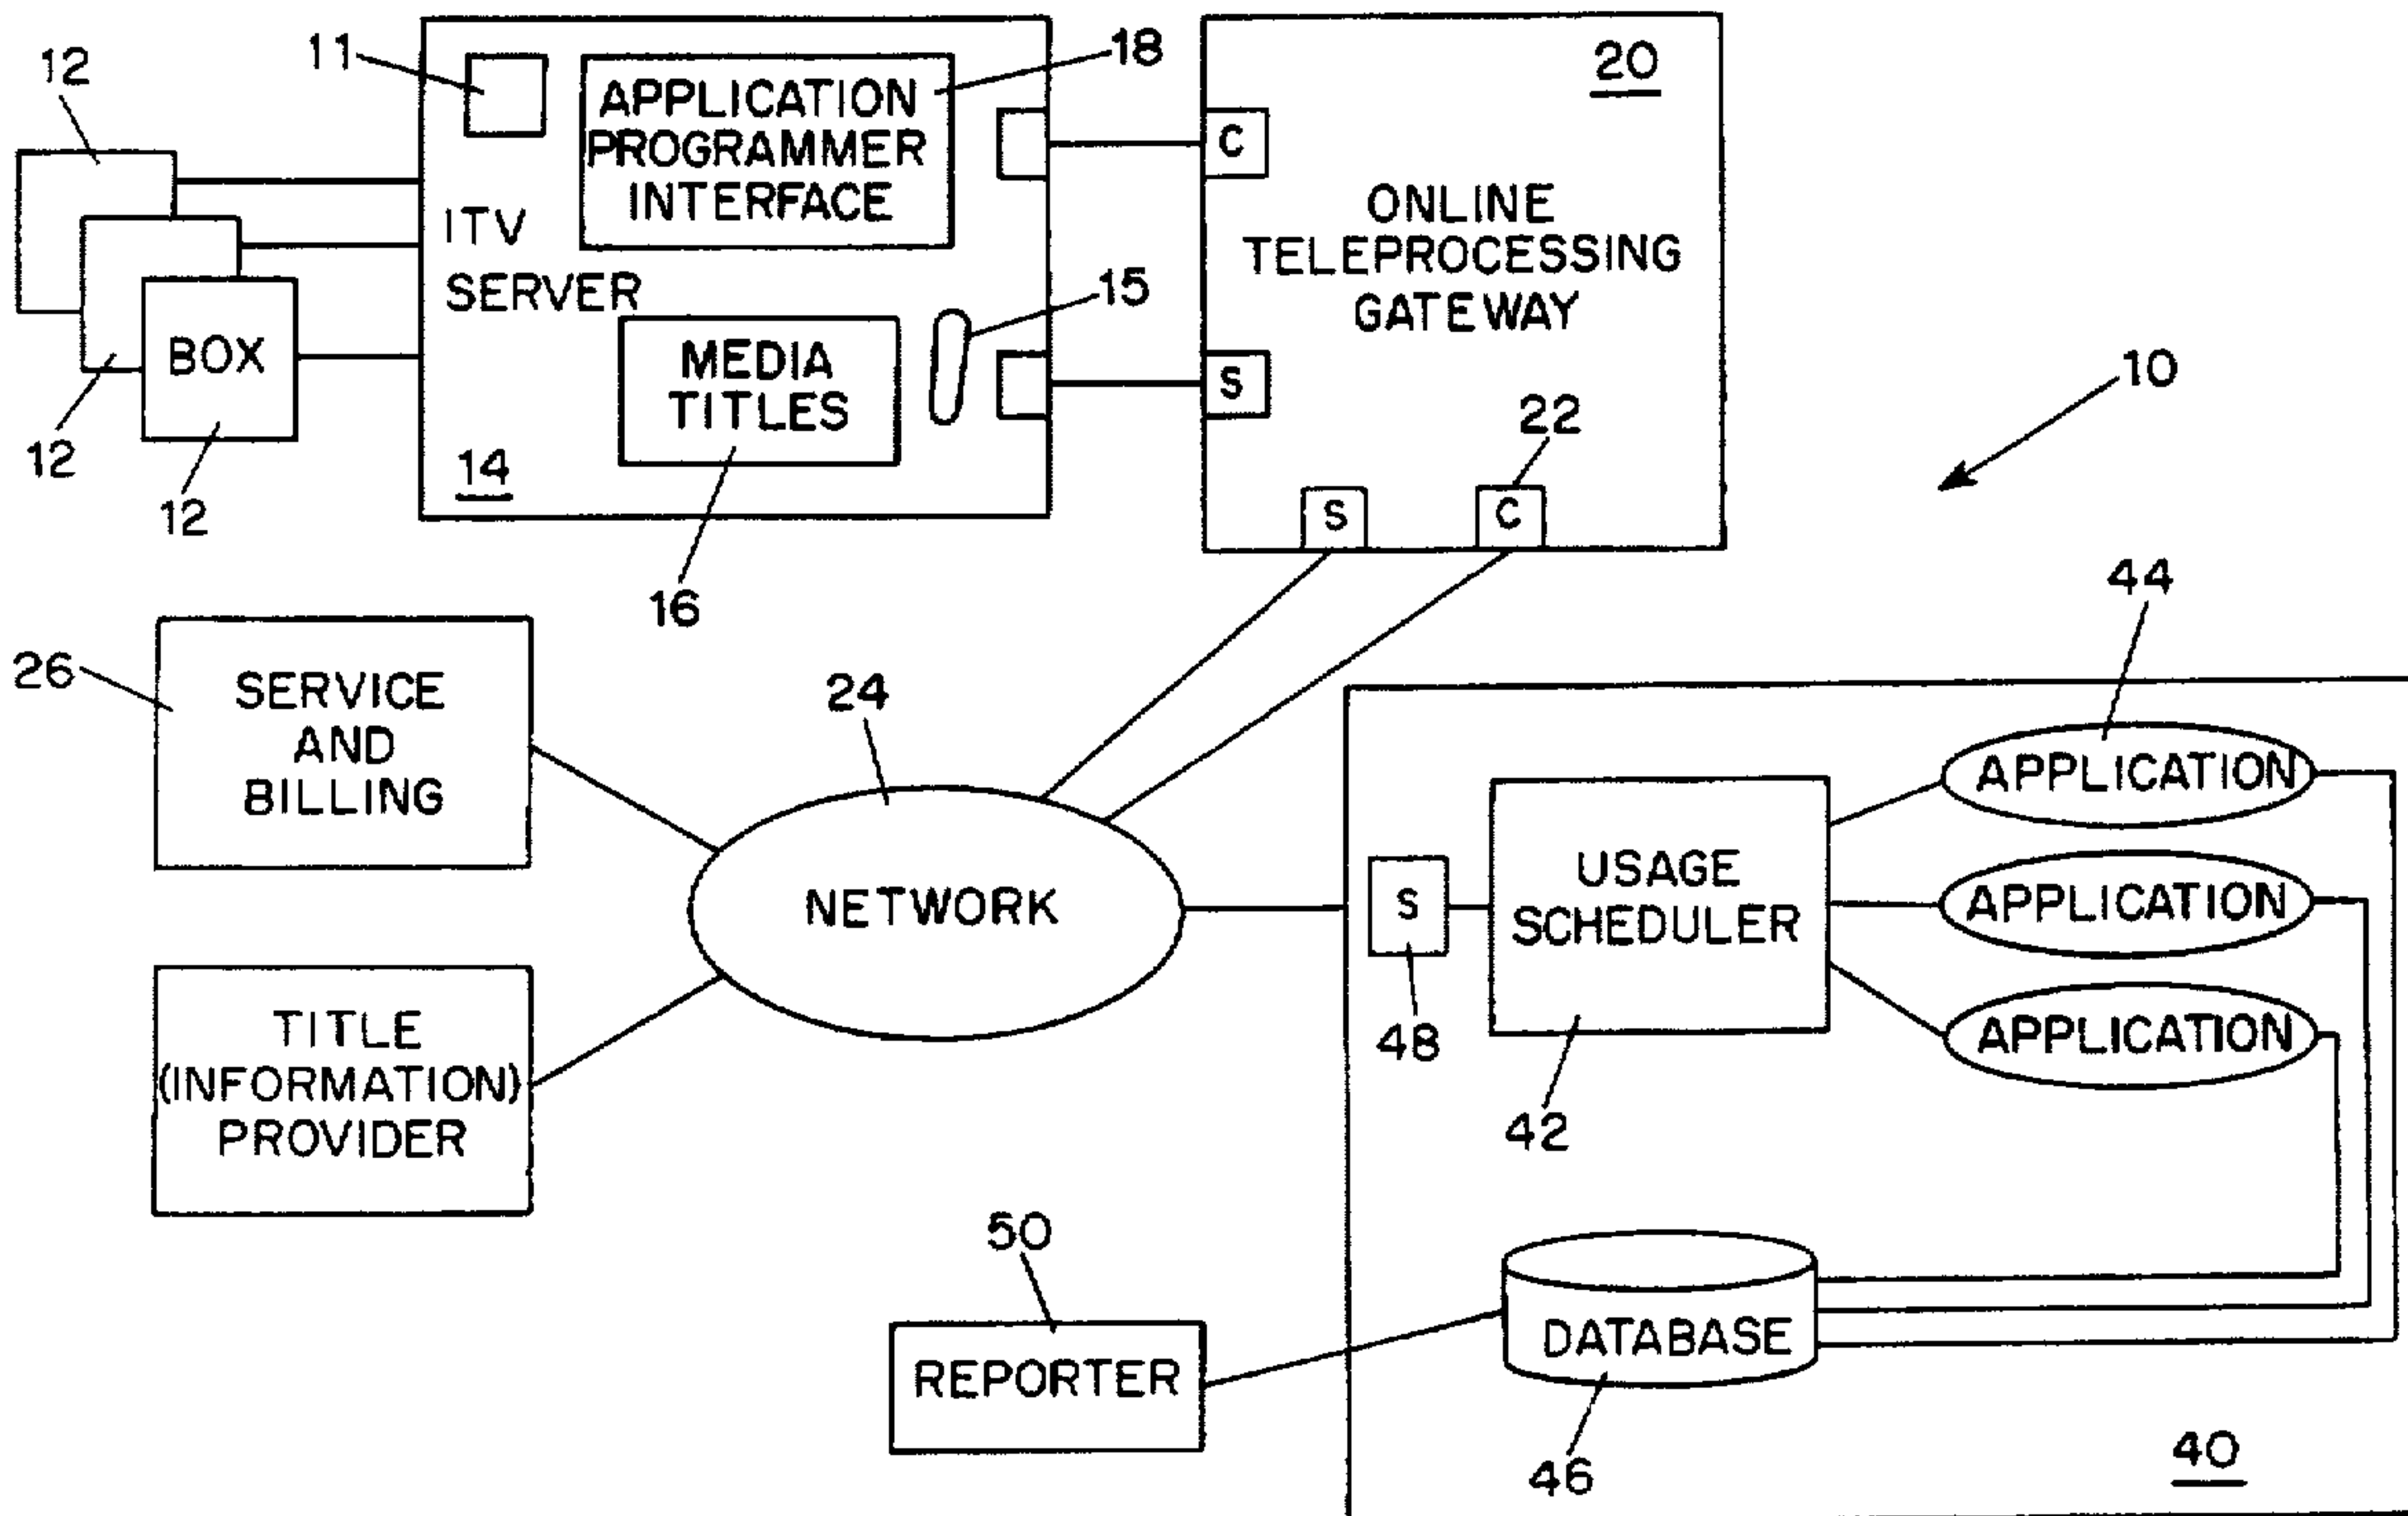 12
11
18
20
APPLICATION
PROGRAMMER
INTERFACE
C
ITV
SERVER
ONLINE
TELEPROCESSING
GATEWAY
15
BOX
MEDIA
TITLES
S
22
10
12
12
14
16
S
C
44
26
SERVICE
AND
BILLING
24
APPLICATION
USAGE
SCHEDULER
APPLICATION
NETWORK
S
APPLICATION
48
42
TITLE
(INFORMATION)
PROVIDER
50
REPORTER
DATABASE
46
40